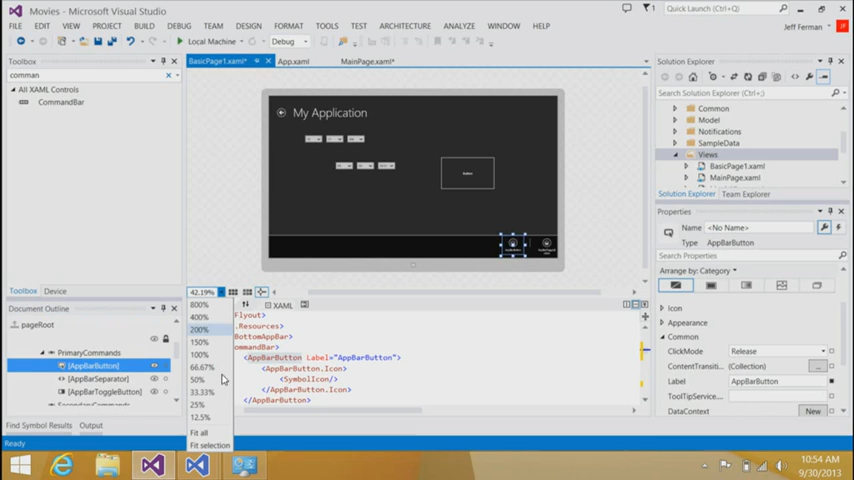 Movies - Microsoft Visual Studio
Quick Launch (Ctrl+Q)
FILE EDIT VIEW PROJECT BUILD DEBUG TEAM DESIGN FORMAT TOOLS TEST ARCHITECTURE ANALYZE WINDOW HELP
Jeff Ferman
JF
Local Machine
Debug
Toolbox
comman
All XAML Controls
CommandBar
Toolbox Device
Document Outline
pageRoot
PrimaryCommands
[AppBarButton]
[AppBarSeparator]
[AppBarToggleButton]
SecondaryCommands
Find Symbol Results Output
Ready
BasicPage1.xaml*
App.xaml
MainPage.xaml*
My Application
Button
42.19%
800%
400%
200%
150%
100%
66.67%
50%
33.33%
25%
12.5%
Fit all
Fit selection
XAML
Flyout>
.Resources>
BottomAppBar>
ommandBar>
<AppBarButton Label="AppBarButton">
<AppBarButton.Icon>
<SymbolIcon/>
</AppBarButton.Icon>
</AppBarButton>
Solution Explorer
Search Solution Explorer (Ctrl+;)
Common
Model
Notifications
SampleData
Views
BasicPage1.xaml
MainPage.xaml
Solution Explorer Team Explorer
Properties
Name <No Name>
Type AppBarButton
Search Properties
Arrange by: Category
Icon
Appearance
Common
ClickMode Release
ContentTransiti...
Label AppBarButton
ToolTipService...
DataContext New
10:54 AM
9/30/2013